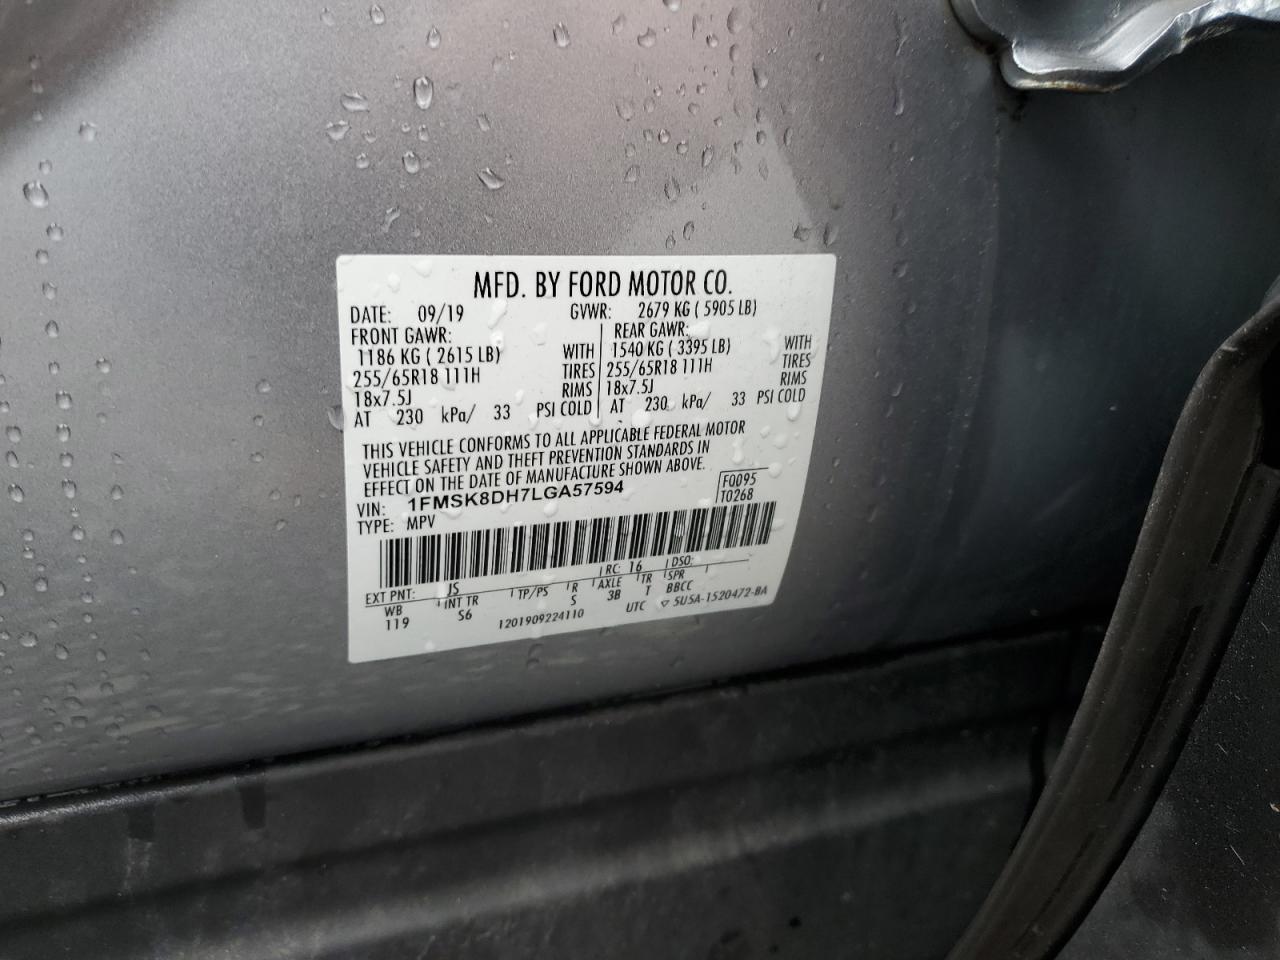 MFD. BY FORD MOTOR CO.
DATE: 09/19 GVWR: 2679 KG ( 5905 LB)
FRONT GAWR: REAR GAWR:
1186 KG ( 2615 LB) WITH 1540 KG ( 3395 LB) WITH
255/65R18 111H TIRES 255/65R18 111H TIRES
18x7.5J RIMS 18x7.5J RIMS
AT 230 kPa/ 33 PSI COLD AT 230 kPa/ 33 PSI COLD
THIS VEHICLE CONFORMS TO ALL APPLICABLE FEDERAL MOTOR
VEHICLE SAFETY AND THEFT PREVENTION STANDARDS IN
EFFECT ON THE DATE OF MANUFACTURE SHOWN ABOVE.
VIN: 1FMSK8DH7LGA57594 F0095
TYPE: MPV T0268
EXT PNT: JS RC: 16 DSO:
WB INT TR TP/PS R AXLE TR SPR
119 S6 S 3B T BBCC
1201909224110 UTC ▽ 5U5A-1520472-BA